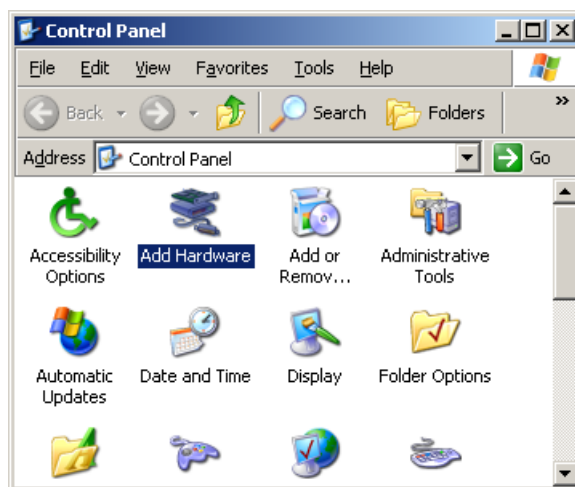 Control Panel
File Edit View Favorites Tools Help
Back Search Folders »
Address Control Panel Go
Accessibility Options
Add Hardware
Add or Remov...
Administrative Tools
Automatic Updates
Date and Time
Display
Folder Options